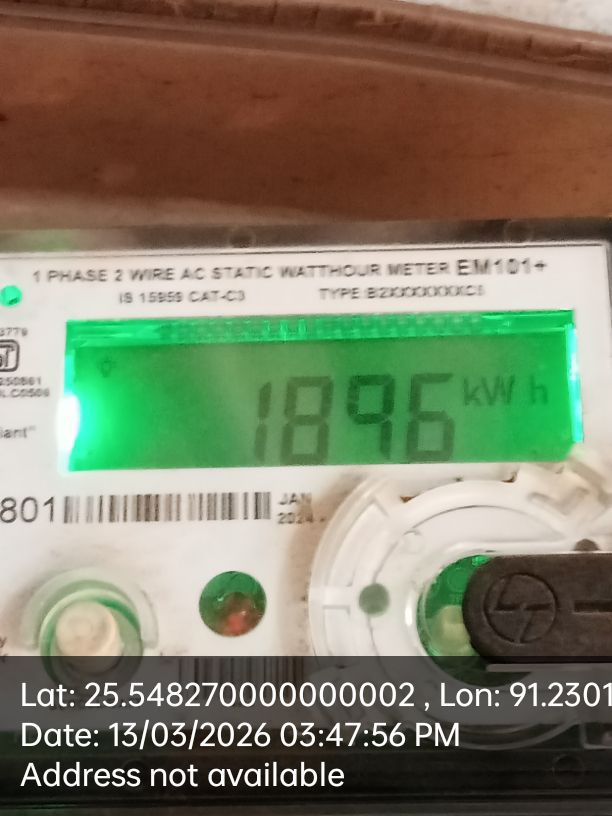 1 PHASE 2 WIRE AC STATIC WATTHOUR METER EM101+
IS 15959 CAT-C3 TYPE
1896 kWh
801
JAN
2024
LT
Lat: 25.548270000000002 , Lon: 91.2301
Date: 13/03/2026 03:47:56 PM
Address not available